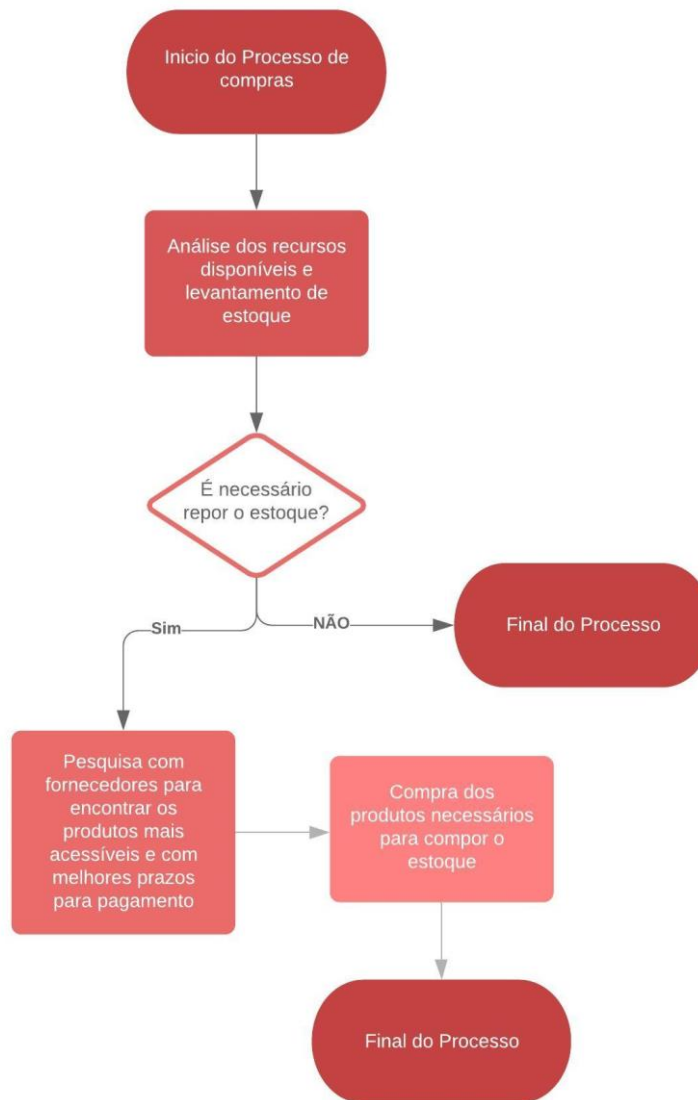 Inicio do Processo de
compras
Análise dos recursos
disponíveis e
levantamento de
estoque
É necessário
repor o estoque?
Sim
NÃO
Final do Processo
Pesquisa com
fornecedores para
encontrar os
produtos mais
acessíveis e com
melhores prazos
para pagamento
Compra dos
produtos necessários
para compor o
estoque
Final do Processo